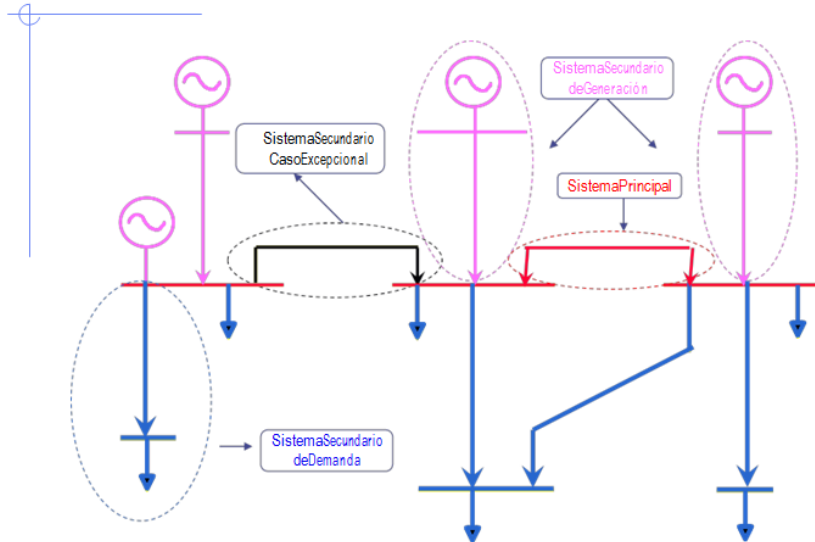 SistemaSecundario
deGeneración
SistemaSecundario
CasoExcepcional
SistemaPrincipal
SistemaSecundario
deDemanda